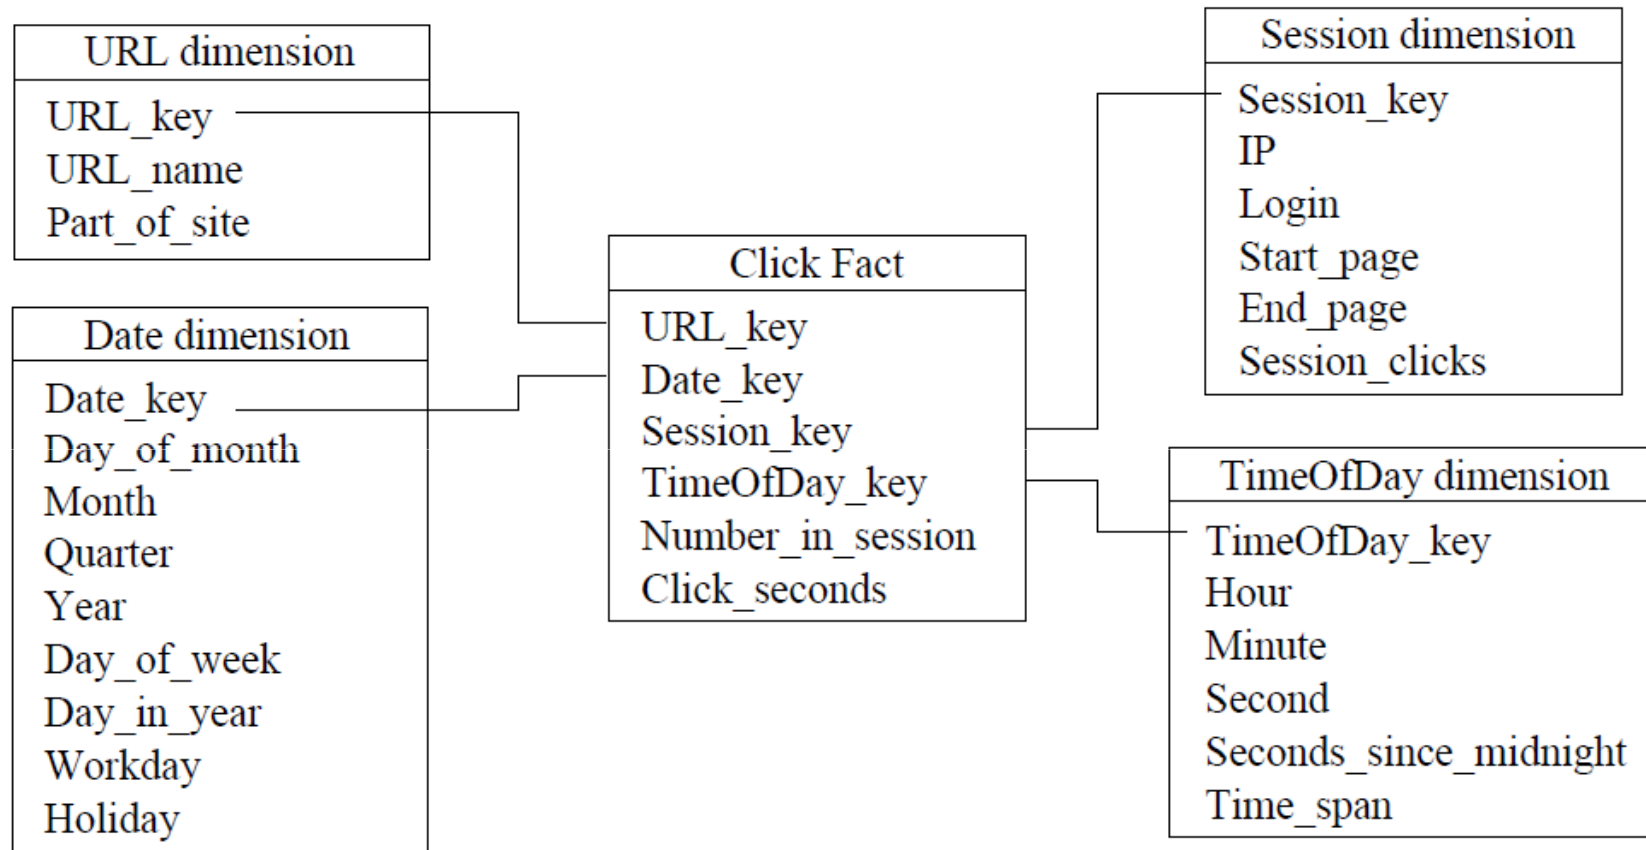 URL dimension
URL_key
URL_name
Part_of_site
Date dimension
Date_key
Day_of_month
Month
Quarter
Year
Day_of_week
Day_in_year
Workday
Holiday
Click Fact
URL_key
Date_key
Session_key
TimeOfDay_key
Number_in_session
Click_seconds
Session dimension
Session_key
IP
Login
Start_page
End_page
Session_clicks
TimeOfDay dimension
TimeOfDay_key
Hour
Minute
Second
Seconds_since_midnight
Time_span